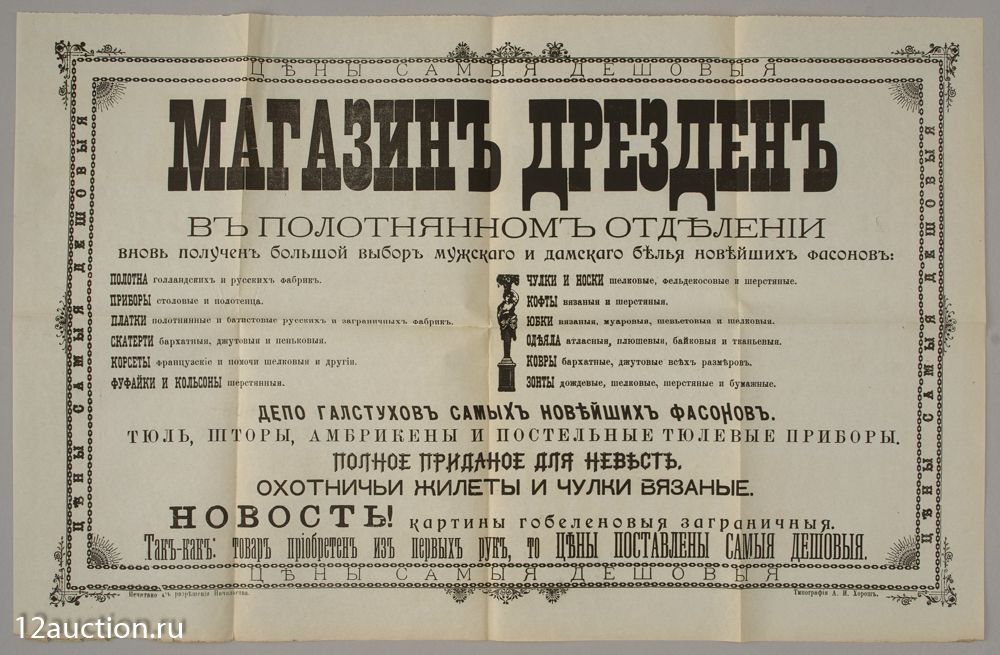 ЦѢНЫ САМЫЯ ДЕШОВЫЯ
ЦѢНЫ САМЫЯ ДЕШОВЫЯ
ЦѢНЫ САМЫЯ ДЕШОВЫЯ
МАГАЗИНЪ ДРЕЗДЕНЪ
ВЪ ПОЛОТНЯННОМЪ ОТДѢЛЕНІИ
вновь полученъ большой выборъ мужскаго и дамскаго бѣлья новѣйшихъ фасоновъ:
ПОЛОТНА голландскихъ и русскихъ фабрикъ.
ПРИБОРЫ столовые и полотенца.
ПЛАТКИ полотнянные и батистовые русскихъ и заграничныхъ фабрикъ.
СКАТЕРТИ бархатныя, джутовыя и пеньковыя.
КОРСЕТЫ французскіе и помочи шелковыя и другія.
ФУФАЙКИ И КОЛЬСОНЫ шерстянныя.
ЧУЛКИ И НОСКИ шелковые, фельдекосовые и шерстяные.
КОФТЫ вязаныя и шерстяныя.
ЮБКИ вязаныя, муаровыя, шевьетовыя и шелковыя.
ОДѢЯЛА атласныя, плюшевыя, байковыя и тканьевыя.
КОВРЫ бархатные, джутовые всѣхъ размѣровъ.
ЗОНТЫ дождевые, шелковые, шерстяные и бумажные.
ДЕПО ГАЛСТУХОВЪ САМЫХЪ НОВѢЙШИХЪ ФАСОНОВЪ.
ТЮЛЬ, ШТОРЫ, АМБРИКЕНЫ И ПОСТЕЛЬНЫЕ ТЮЛЕВЫЕ ПРИБОРЫ.
ПОЛНОЕ ПРИДАНОЕ ДЛЯ НЕВѢСТЪ.
ОХОТНИЧЬИ ЖИЛЕТЫ И ЧУЛКИ ВЯЗАНЫЕ.
НОВОСТЬ! картины гобеленовыя заграничныя.
Такъ-какъ: товаръ пріобретенъ изъ первыхъ рукъ, то ЦѢНЫ ПОСТАВЛЕНЫ САМЫЯ ДЕШОВЫЯ.
ЦѢНЫ САМЫЯ ДЕШОВЫЯ
Печатано съ разрѣшенія Начальства.
Типографія А. И. Хорошъ.
12auction.ru